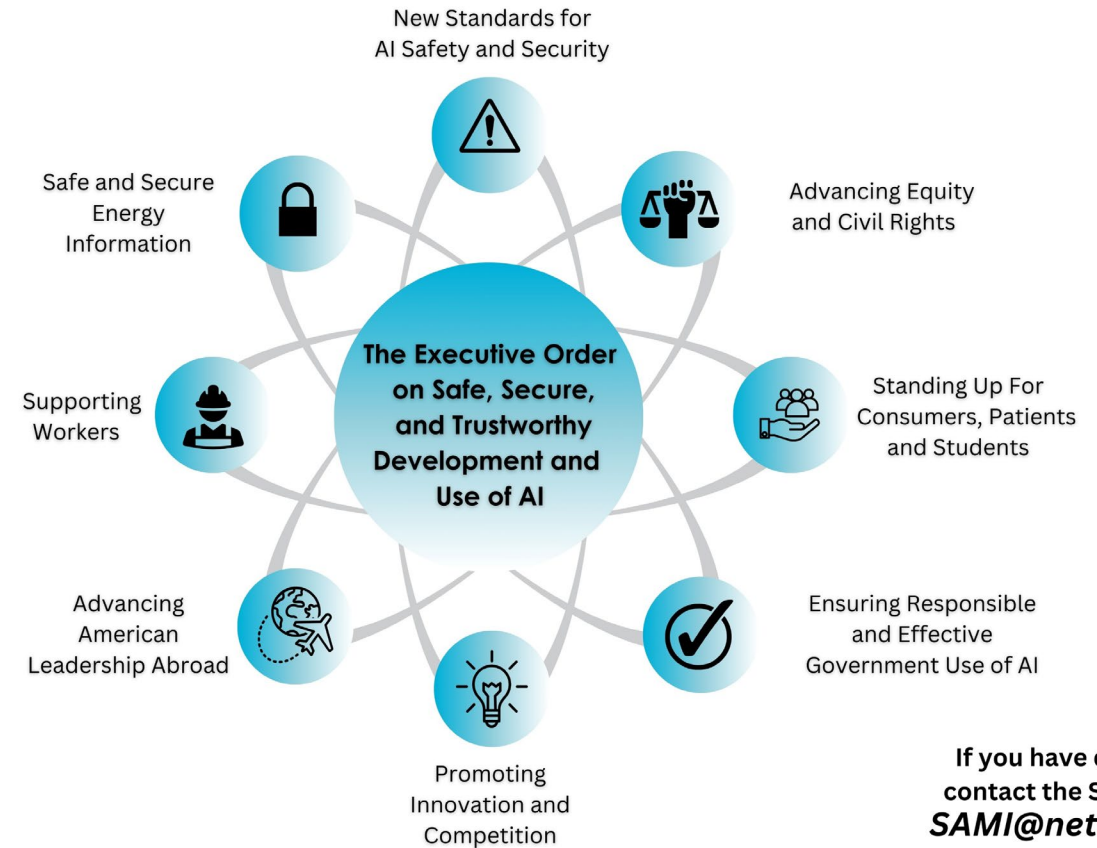 New Standards for
AI Safety and Security
Safe and Secure
Energy
Information
Advancing Equity
and Civil Rights
The Executive Order
on Safe, Secure,
and Trustworthy
Development and
Use of AI
Supporting
Workers
Standing Up For
Consumers, Patients
and Students
Advancing
American
Leadership Abroad
Ensuring Responsible
and Effective
Government Use of AI
Promoting
Innovation and
Competition
If you have
contact the S
SAMI@net